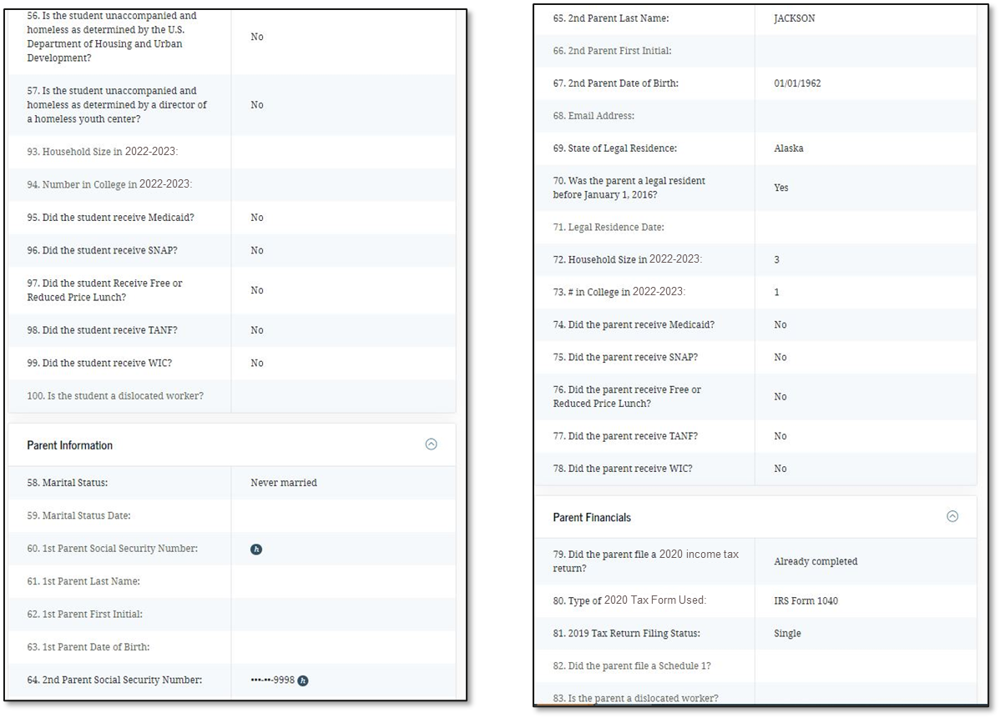 56. Is the student unaccompanied and
homeless as determined by the U.S.
Department of Housing and Urban
Development?
No
57. Is the student unaccompanied and
homeless as determined by a director of
a homeless youth center?
No
93. Household Size in 2022-2023:
94. Number in College in 2022-2023:
95. Did the student receive Medicaid?
No
96. Did the student receive SNAP?
No
97. Did the student Receive Free or
Reduced Price Lunch?
No
98. Did the student receive TANF?
No
99. Did the student receive WIC?
No
100. Is the student a dislocated worker?
Parent Information
58. Marital Status:
Never married
59. Marital Status Date:
60. 1st Parent Social Security Number:
h
61. 1st Parent Last Name:
62. 1st Parent First Initial:
63. 1st Parent Date of Birth:
64. 2nd Parent Social Security Number:
•••-••-9998 h
65. 2nd Parent Last Name:
JACKSON
66. 2nd Parent First Initial:
67. 2nd Parent Date of Birth:
01/01/1962
68. Email Address:
69. State of Legal Residence:
Alaska
70. Was the parent a legal resident
before January 1, 2016?
Yes
71. Legal Residence Date:
72. Household Size in 2022-2023:
3
73. # in College in 2022-2023:
1
74. Did the parent receive Medicaid?
No
75. Did the parent receive SNAP?
No
76. Did the parent receive Free or
Reduced Price Lunch?
No
77. Did the parent receive TANF?
No
78. Did the parent receive WIC?
No
Parent Financials
79. Did the parent file a 2020 income tax
return?
Already completed
80. Type of 2020 Tax Form Used:
IRS Form 1040
81. 2019 Tax Return Filing Status:
Single
82. Did the parent file a Schedule 1?
83. Is the parent a dislocated worker?